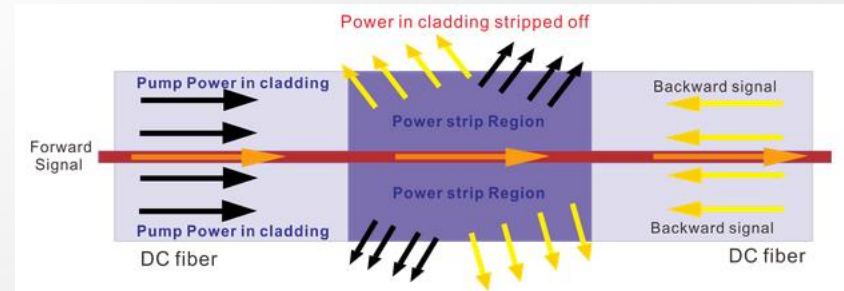 Power in cladding stripped off
Pump Power in cladding
Backward signal
Power strip Region
Forward
Signal
Power strip Region
Pump Power in cladding
Backward signal
DC fiber
DC fiber